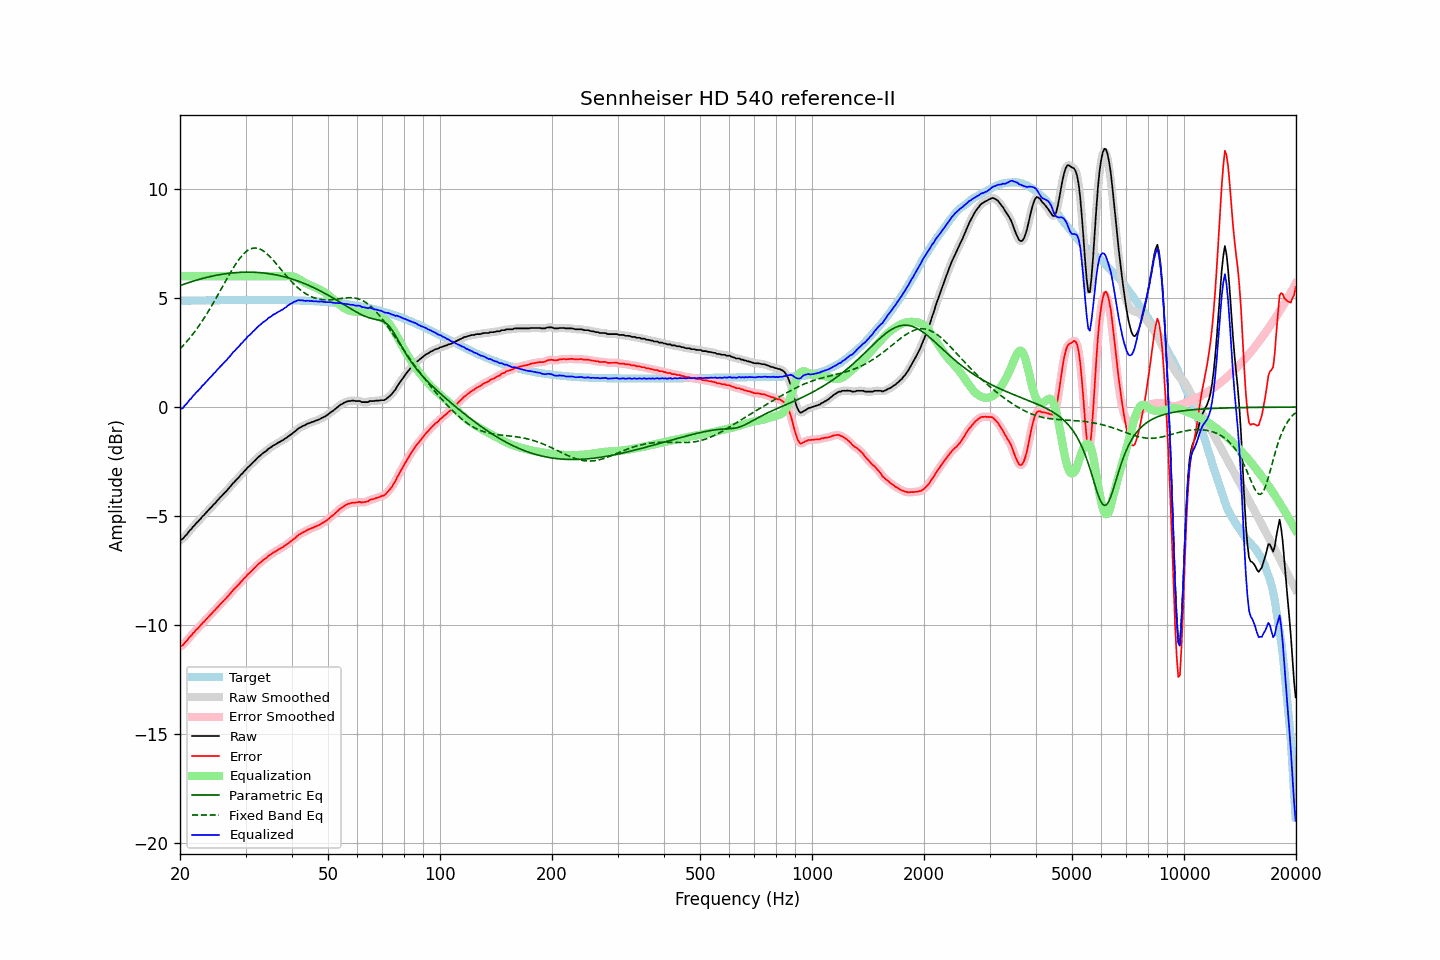 Sennheiser HD 540 reference-II
Amplitude (dBr)
10
5
0
−5
−10
−15
−20
Target
Raw Smoothed
Error Smoothed
Raw
Error
Equalization
Parametric Eq
Fixed Band Eq
Equalized
20 50 100 200 500 1000 2000 5000 10000 20000
Frequency (Hz)